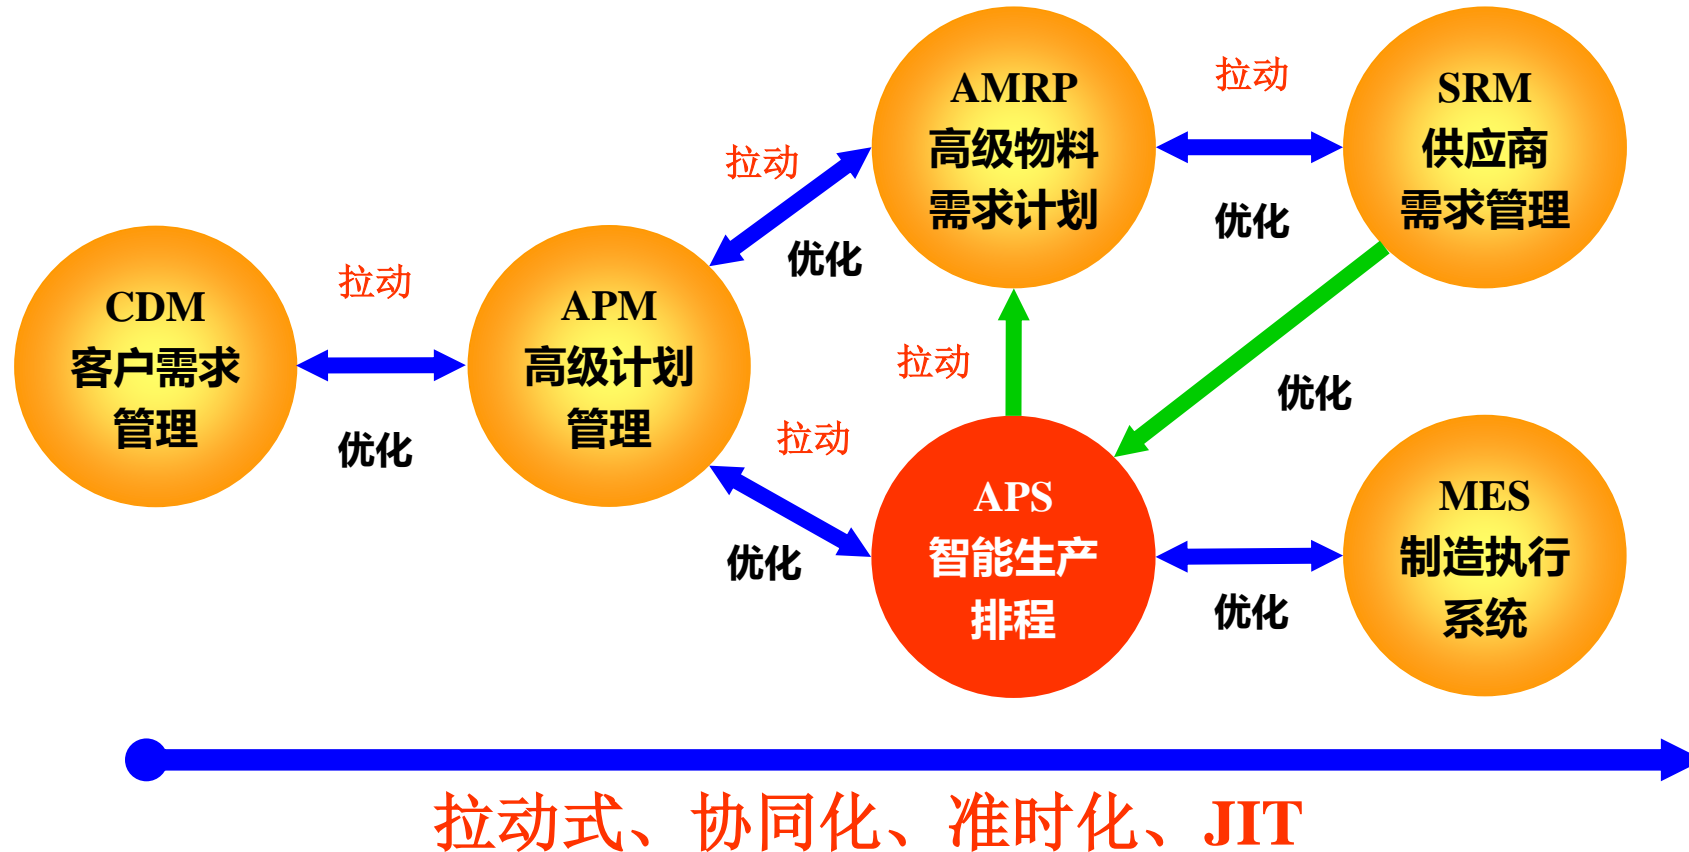 AMRP
高级物料
需求计划
拉动
SRM
供应商
需求管理
优化
拉动
优化
CDM
客户需求
管理
拉动
优化
APM
高级计划
管理
拉动
优化
拉动
优化
APS
智能生产
排程
优化
MES
制造执行
系统
拉动式、协同化、准时化、JIT